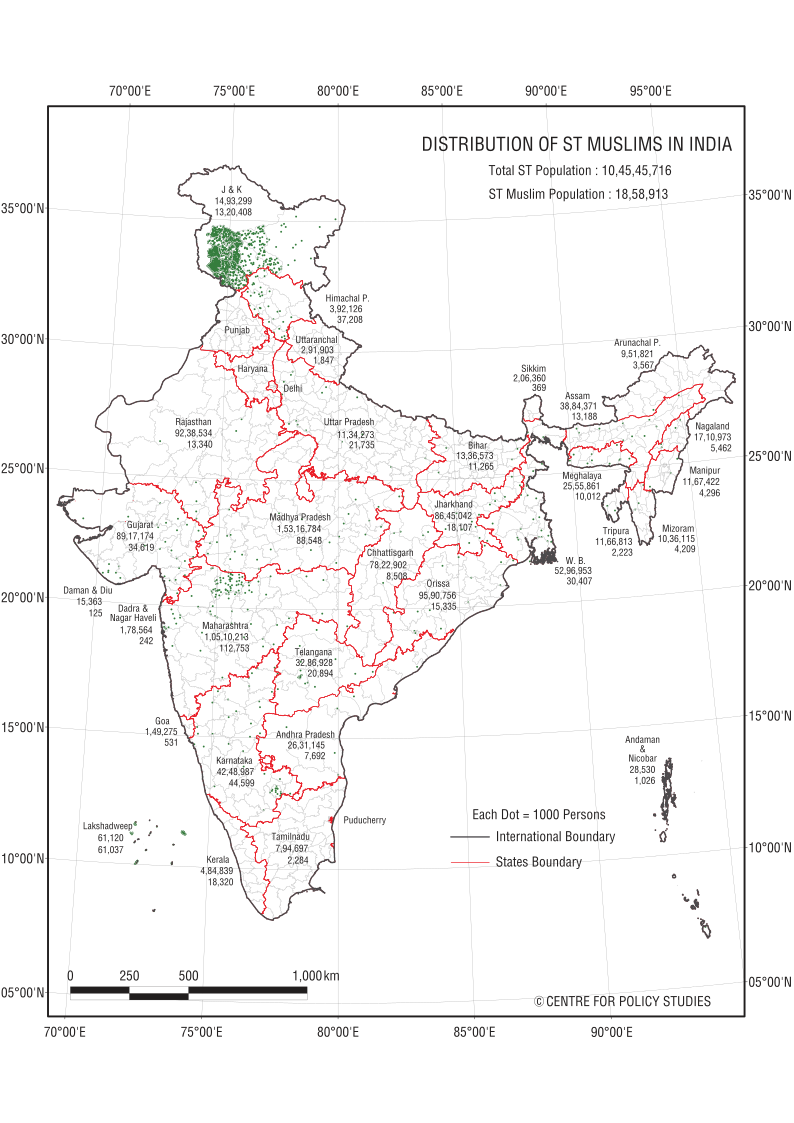 70°00'E 75°00'E 80°00'E 85°00'E 90°00'E 95°00'E
DISTRIBUTION OF ST MUSLIMS IN INDIA
Total ST Population : 10,45,45,716
ST Muslim Population : 18,58,913
35°00'N
35°00'N
J & K
14,93,299
13,20,408
Himachal P.
3,92,126
37,208
30°00'N
30°00'N
Punjab
Uttaranchal
2,91,903
1,847
Haryana
Delhi
Arunachal P.
9,51,821
3,567
Sikkim
2,06,360
369
Assam
38,84,371
13,188
Rajasthan
92,38,534
13,340
Uttar Pradesh
11,34,273
21,735
Bihar
13,36,573
11,265
Nagaland
17,10,973
5,462
25°00'N
25°00'N
Meghalaya
25,55,861
10,012
Manipur
11,67,422
4,296
Gujarat
89,17,174
34,619
Madhya Pradesh
1,53,16,784
88,548
Jharkhand
86,45,042
18,107
Tripura
11,66,813
2,223
Mizoram
10,36,115
4,209
Chhattisgarh
78,22,902
8,508
W. B.
52,96,953
30,407
Orissa
95,90,756
15,335
Daman & Diu
15,363
125
20°00'N
20°00'N
Dadra &
Nagar Haveli
1,78,564
242
Maharashtra
1,05,10,213
112,753
Telangana
32,86,928
20,894
15°00'N
15°00'N
Goa
1,49,275
531
Andhra Pradesh
26,31,145
7,692
Karnataka
42,48,987
44,599
Andaman
&
Nicobar
28,530
1,026
Each Dot = 1000 Persons
International Boundary
States Boundary
Puducherry
Lakshadweep
61,120
61,037
Tamilnadu
7,94,697
2,284
10°00'N
10°00'N
Kerala
4,84,839
18,320
0 250 500 1,000 km
05°00'N
05°00'N
© CENTRE FOR POLICY STUDIES
70°00'E 75°00'E 80°00'E 85°00'E 90°00'E